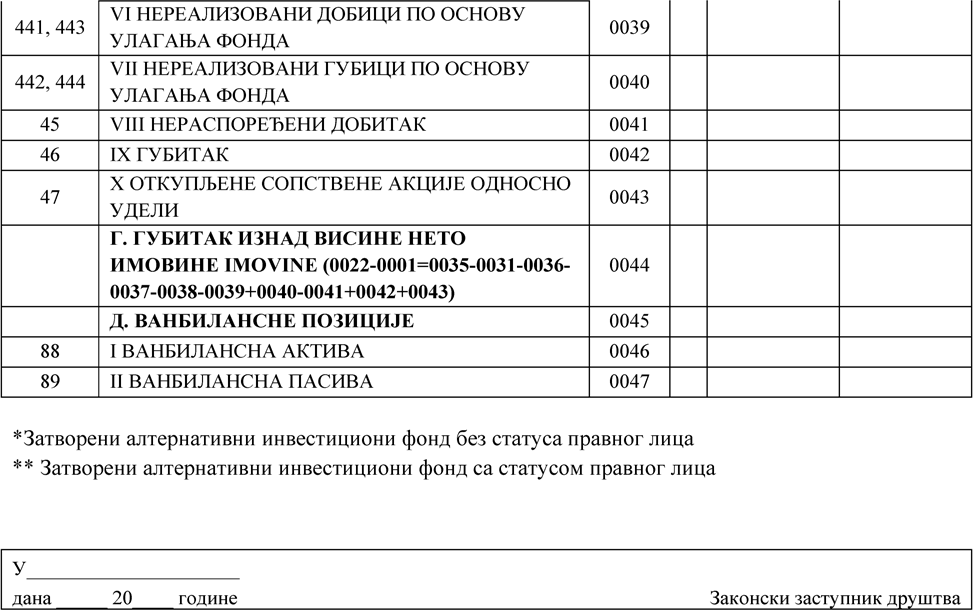 VI НЕРЕАЛИЗОВАНИ ДОБИЦИ ПО ОСНОВУ
441, 443 0039
УЛАГАЊА ФОНДА
VII НЕРЕАЛИЗОВАНИ ГУБИЦИ ПО ОСНОВУ
442, 444 0040
УЛАГАЊА ФОНДА
45 VIII НЕРАСПОРЕЂЕНИ ДОБИТАК 0041
46 IX ГУБИТАК 0042
X ОТКУПЉЕНЕ СОПСТВЕНЕ АКЦИЈЕ ОДНОСНО
47 0043
УДЕЛИ
Г. ГУБИТАК ИЗНАД ВИСИНЕ НЕТО
ИМОВИНЕ IMOVINE (0022-0001=0035-0031-0036- 0044
0037-0038-0039+0040-0041+0042+0043)
Д. ВАНБИЛАНСНЕ ПОЗИЦИЈЕ 0045
88 I ВАНБИЛАНСНА АКТИВА 0046
89 II ВАНБИЛАНСНА ПАСИВА 0047
*Затворени алтернативни инвестициони фонд без статуса правног лица
** Затворени алтернативни инвестициони фонд са статусом правног лица
У_____________________
дана _____ 20____ године Законски заступник друштва